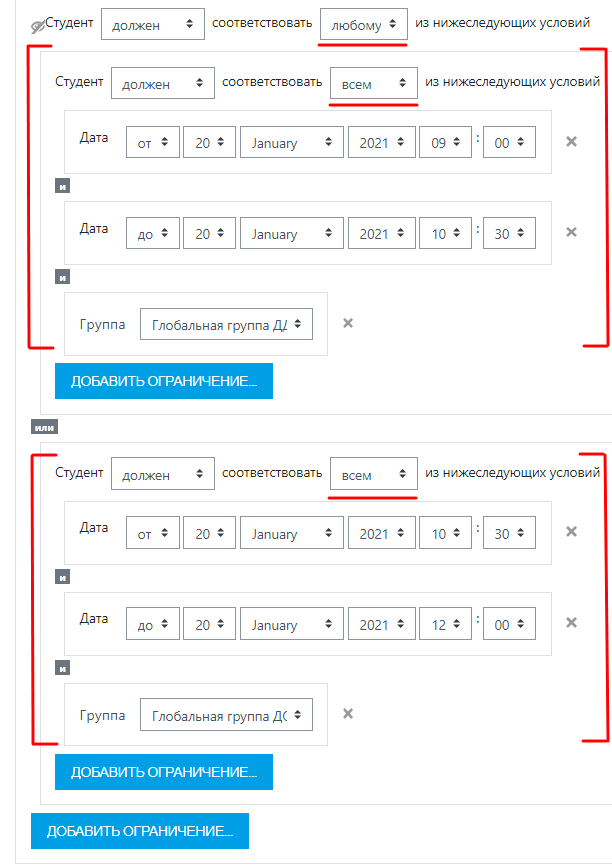 Студент должен соответствовать любому из нижеследующих условий
Студент должен соответствовать всем из нижеследующих условий
Дата от 20 January 2021 09 : 00
и
Дата до 20 January 2021 10 : 30
и
Группа Глобальная группа ДД
ДОБАВИТЬ ОГРАНИЧЕНИЕ...
или
Студент должен соответствовать всем из нижеследующих условий
Дата от 20 January 2021 10 : 30
и
Дата до 20 January 2021 12 : 00
и
Группа Глобальная группа ДО
ДОБАВИТЬ ОГРАНИЧЕНИЕ...
ДОБАВИТЬ ОГРАНИЧЕНИЕ...